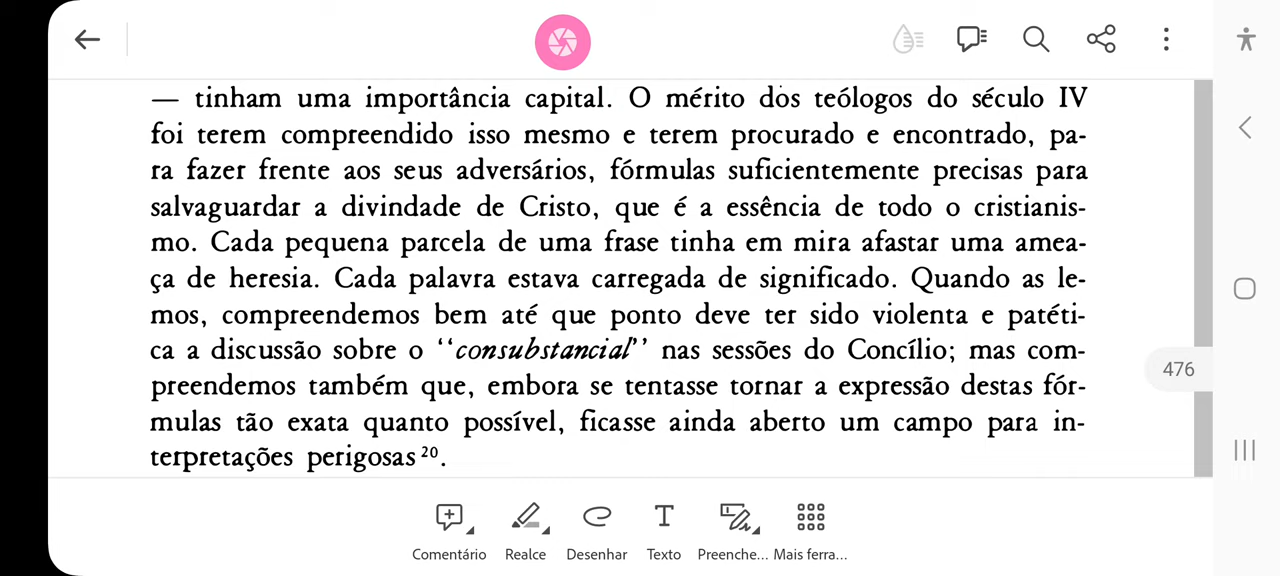 — tinham uma importância capital. O mérito dos teólogos do século IV
foi terem compreendido isso mesmo e terem procurado e encontrado, pa-
ra fazer frente aos seus adversários, fórmulas suficientemente precisas para
salvaguardar a divindade de Cristo, que é a essência de todo o cristianis-
mo. Cada pequena parcela de uma frase tinha em mira afastar uma amea-
ça de heresia. Cada palavra estava carregada de significado. Quando as le-
mos, compreendemos bem até que ponto deve ter sido violenta e patéti-
ca a discussão sobre o ‘‘consubstancial’’ nas sessões do Concílio; mas com-
preendemos também que, embora se tentasse tornar a expressão destas fór-
mulas tão exata quanto possível, ficasse ainda aberto um campo para in-
terpretações perigosas ²⁰.
476
Comentário Realce Desenhar Texto Preenche... Mais ferra...